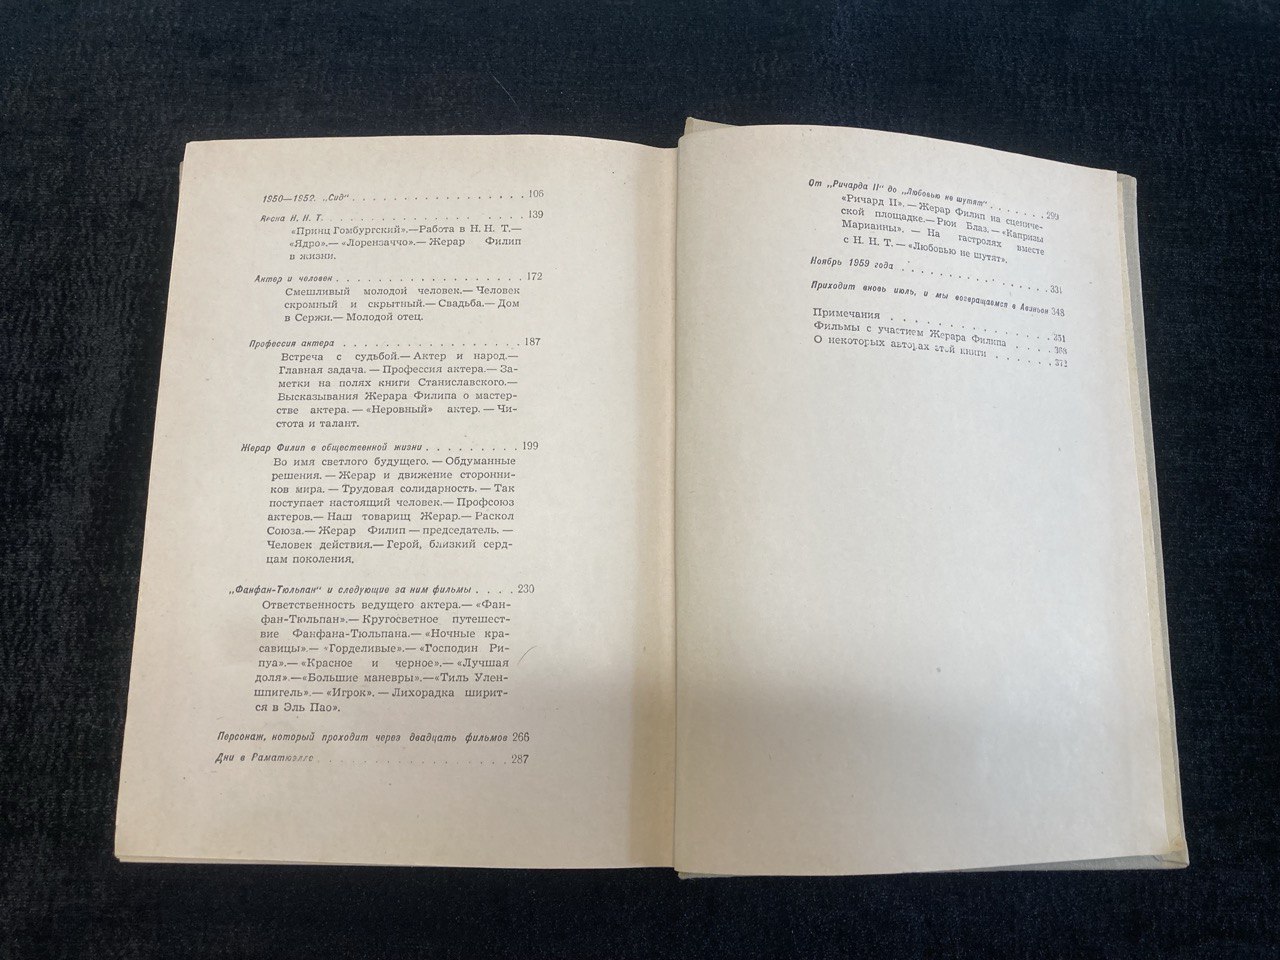 1950—1952. „Сид“ . . . . . . . . . . . . . . . . . 106
Весна Н. Н. Т. . . . . . . . . . . . . . . . . . . 139
«Принц Гомбургский».—Работа в Н. Н. Т.—
«Ядро».— «Лорензаччо».— Жерар Филип
в жизни.
Актер и человек . . . . . . . . . . . . . . . . . 172
Смешливый молодой человек.— Человек
скромный и скрытный.— Свадьба.— Дом
в Сержи.— Молодой отец.
Профессия актера . . . . . . . . . . . . . . . . 187
Встреча с судьбой.— Актер и народ.—
Главная задача. — Профессия актера.— За-
метки на полях книги Станиславского.—
Высказывания Жерара Филипа о мастер-
стве актера. — «Неровный» актер. — Чи-
стота и талант.
Жерар Филип в общественной жизни . . . . . . . . . 199
Во имя светлого будущего. — Обдуманные
решения. — Жерар и движение сторонни-
ков мира. — Трудовая солидарность. — Так
поступает настоящий человек.— Профсоюз
актеров.— Наш товарищ Жерар.— Раскол
Союза.— Жерар Филип — председатель. —
Человек действия.— Герой, близкий серд-
цам поколения.
„Фанфан-Тюльпан“ и следующие за ним фильмы . . . . 230
Ответственность ведущего актера.— «Фан-
фан-Тюльпан».— Кругосветное путешест-
вие Фанфана-Тюльпана.— «Ночные кра-
савицы».— «Горделивые».— «Господин Ри-
пуа».— «Красное и черное».— «Лучшая
доля».—«Большие маневры».—«Тиль Улен-
шпигель».— «Игрок». — Лихорадка ширит-
ся в Эль Пао».
Персонаж, который проходит через двадцать фильмов 266
Дни в Раматюэлле . . . . . . . . . . . . . . . . 287
От „Ричарда II“ до „Любовью не шутят“ . . . . . . . 299
«Ричард II». — Жерар Филип на сцениче-
ской площадке.— Рюи Блаз.— «Капризы
Марианны». — На гастролях вместе
с Н. Н. Т. — «Любовью не шутят».
Ноябрь 1959 года . . . . . . . . . . . . . . . . 331
Приходит вновь июль, и мы возвращаемся в Авиньон 348
Примечания . . . . . . . . . . . . . . . . 351
Фильмы с участием Жерара Филипа . . . . 368
О некоторых авторах этой книги . . . . . . 372